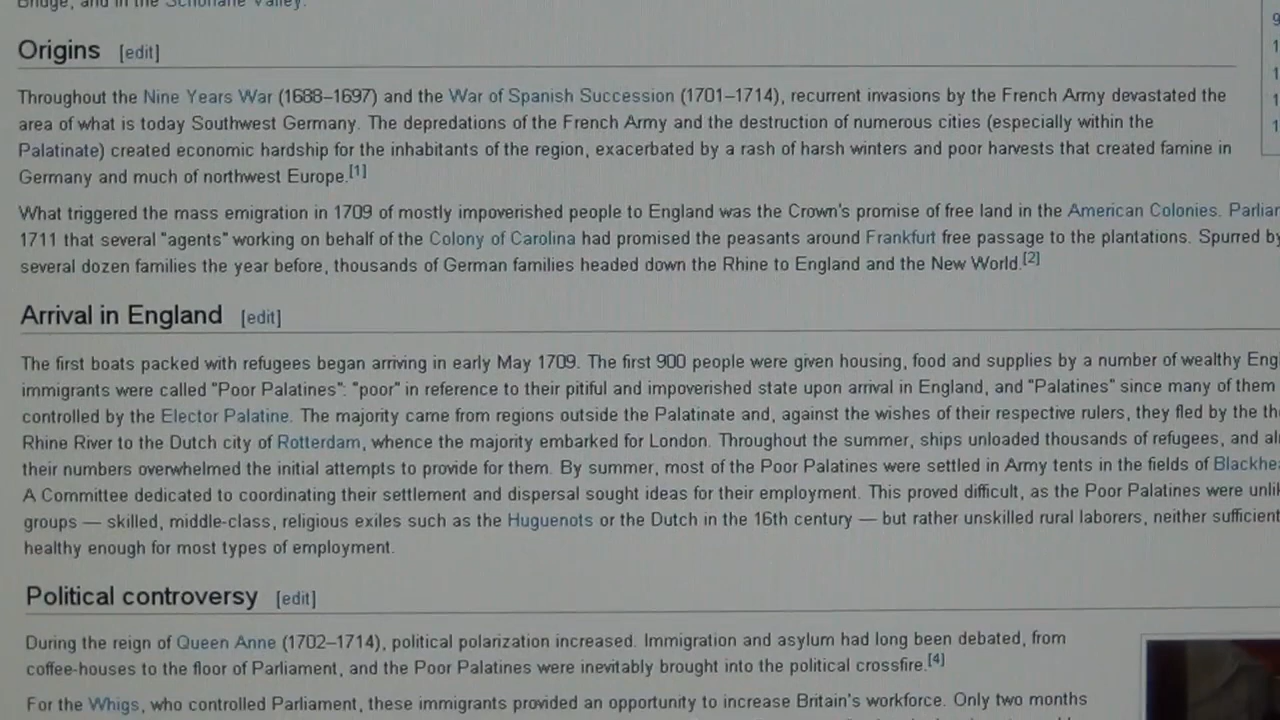 Bridge, and in the Schoharie Valley.
Origins [edit]
Throughout the Nine Years War (1688–1697) and the War of Spanish Succession (1701–1714), recurrent invasions by the French Army devastated the
area of what is today Southwest Germany. The depredations of the French Army and the destruction of numerous cities (especially within the
Palatinate) created economic hardship for the inhabitants of the region, exacerbated by a rash of harsh winters and poor harvests that created famine in
Germany and much of northwest Europe.[1]
What triggered the mass emigration in 1709 of mostly impoverished people to England was the Crown's promise of free land in the American Colonies.
1711 that several "agents" working on behalf of the Colony of Carolina had promised the peasants around Frankfurt free passage to the plantations. Spurred by
several dozen families the year before, thousands of German families headed down the Rhine to England and the New World.[2]
Arrival in England [edit]
The first boats packed with refugees began arriving in early May 1709. The first 900 people were given housing, food and supplies by a number of wealthy
immigrants were called "Poor Palatines": "poor" in reference to their pitiful and impoverished state upon arrival in England, and "Palatines" since many of them
controlled by the Elector Palatine. The majority came from regions outside the Palatinate and, against the wishes of their respective rulers, they fled by the
Rhine River to the Dutch city of Rotterdam, whence the majority embarked for London. Throughout the summer, ships unloaded thousands of refugees, and
their numbers overwhelmed the initial attempts to provide for them. By summer, most of the Poor Palatines were settled in Army tents in the fields of
A Committee dedicated to coordinating their settlement and dispersal sought ideas for their employment. This proved difficult, as the Poor Palatines were
groups — skilled, middle-class, religious exiles such as the Huguenots or the Dutch in the 16th century — but rather unskilled rural laborers, neither
healthy enough for most types of employment.
Political controversy [edit]
During the reign of Queen Anne (1702–1714), political polarization increased. Immigration and asylum had long been debated, from
coffee-houses to the floor of Parliament, and the Poor Palatines were inevitably brought into the political crossfire.[4]
For the Whigs, who controlled Parliament, these immigrants provided an opportunity to increase Britain's workforce. Only two months